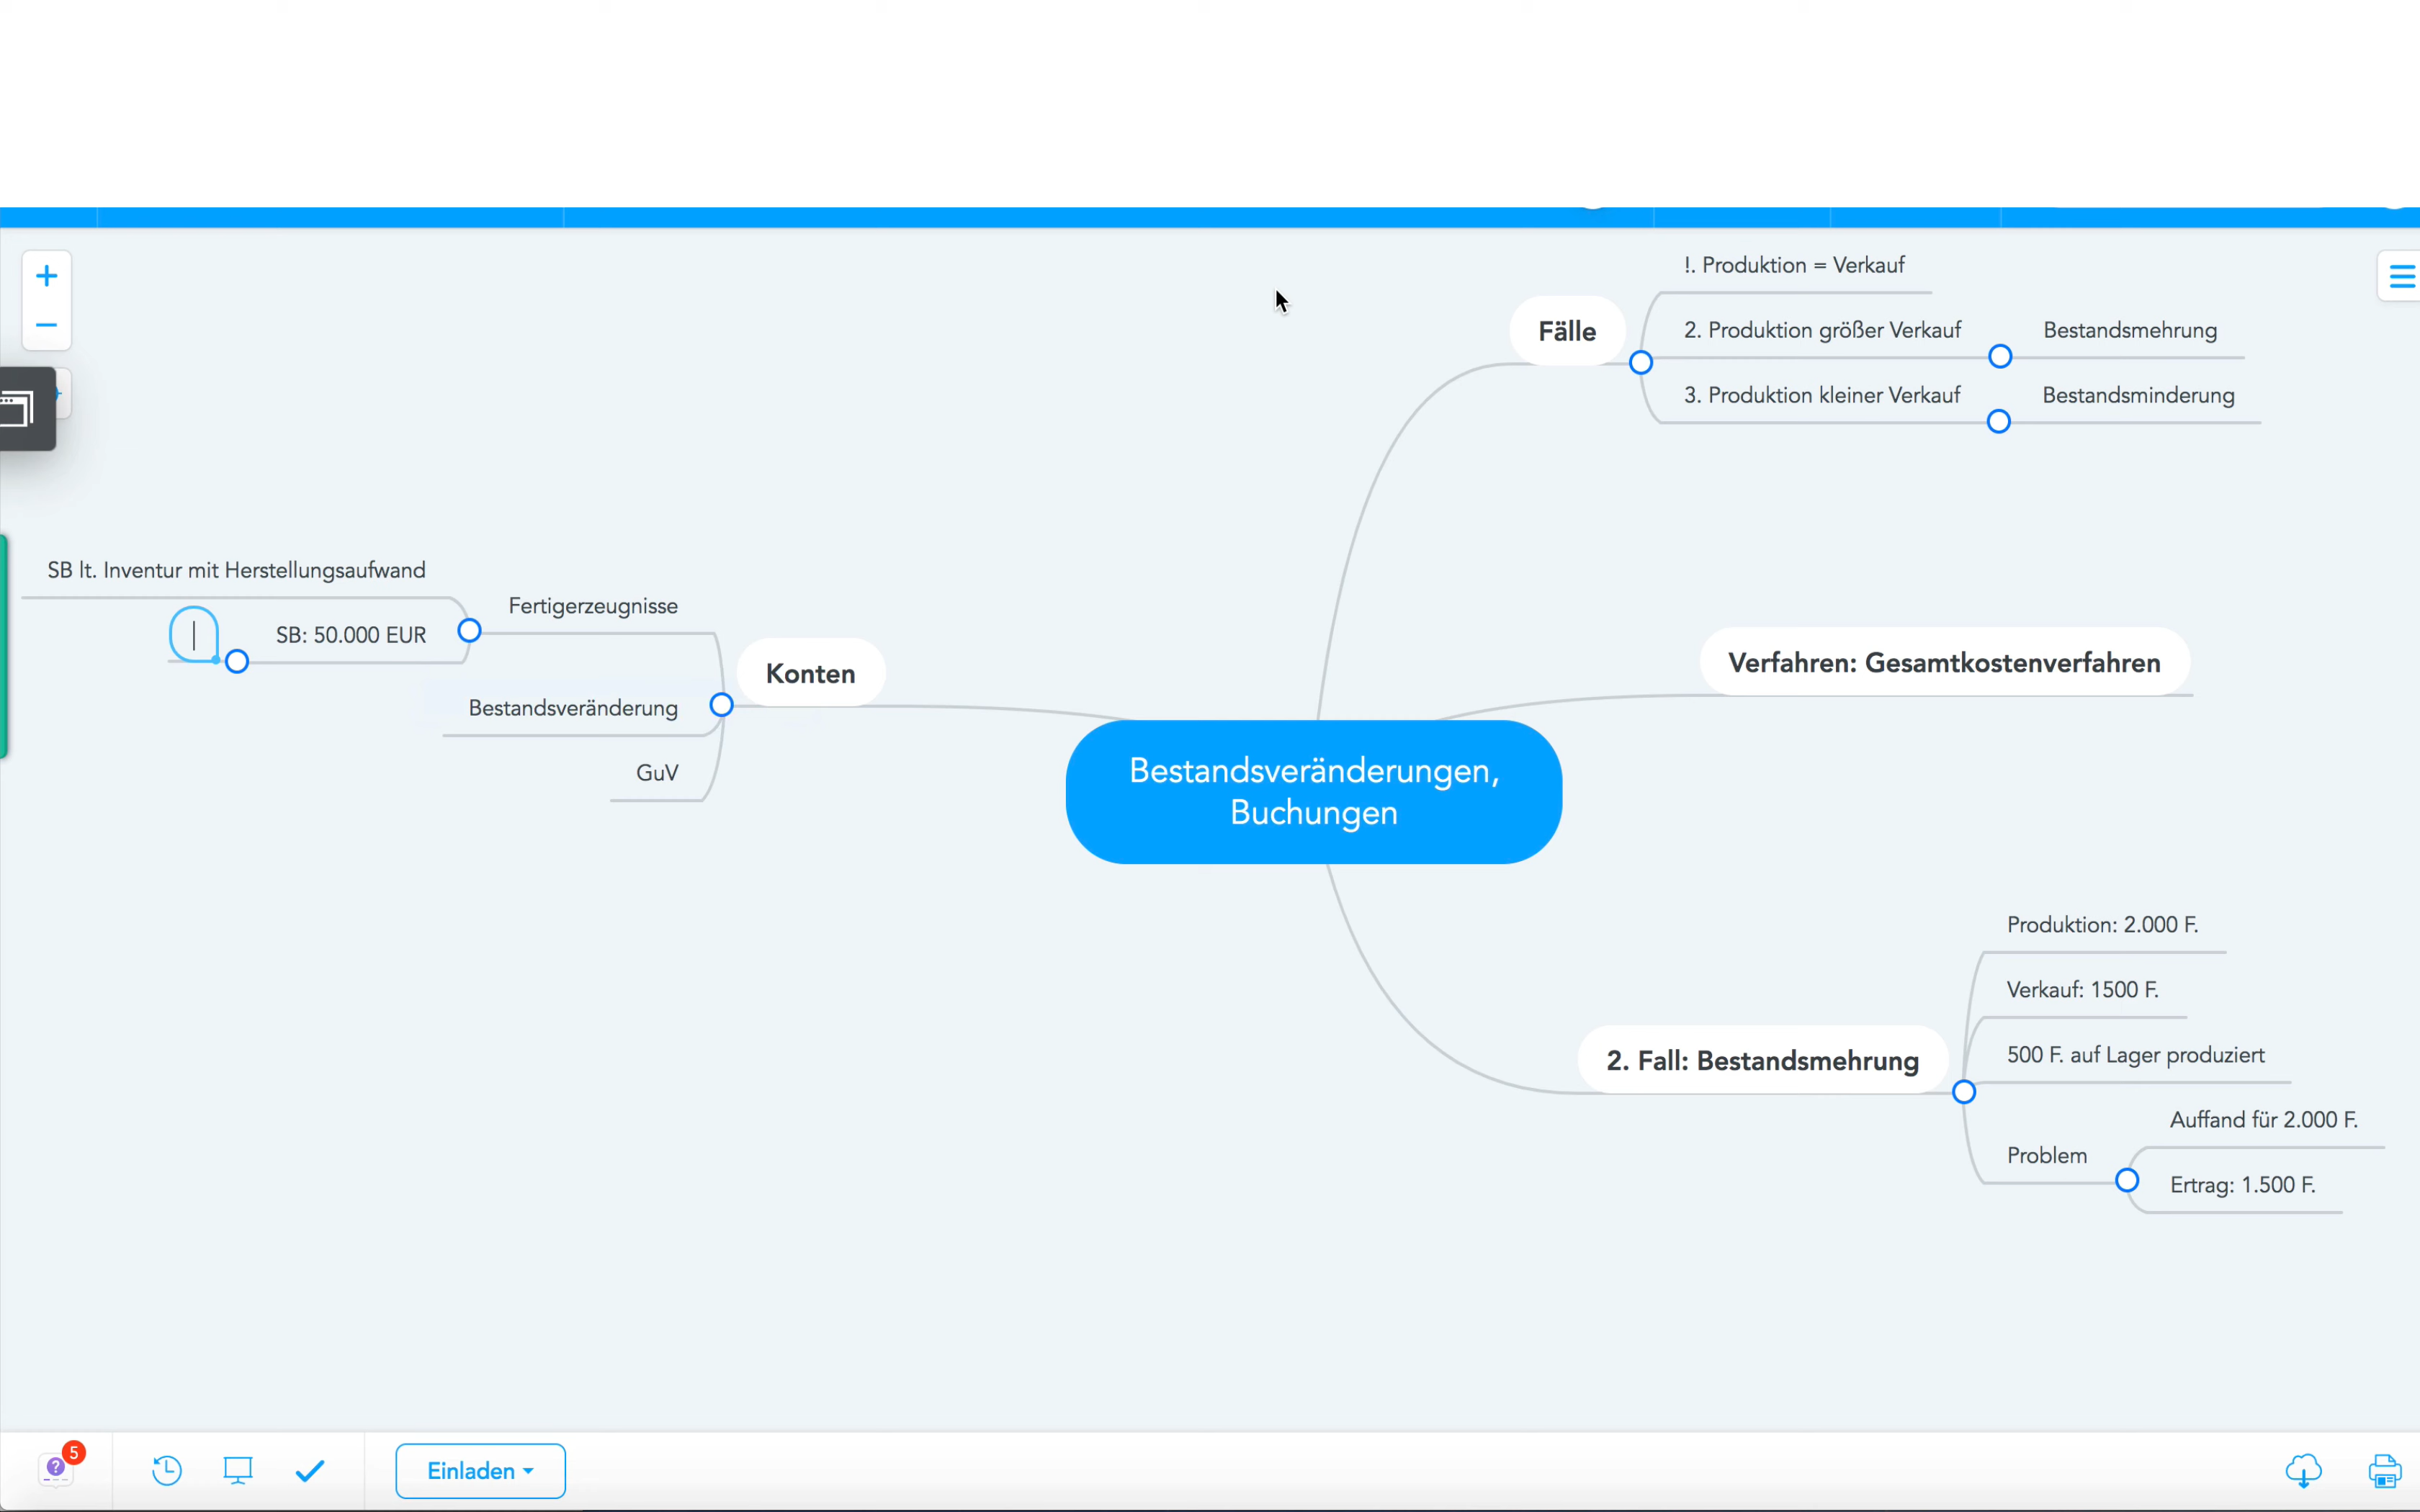 !. Produktion = Verkauf
Fälle
2. Produktion größer Verkauf
Bestandsmehrung
3. Produktion kleiner Verkauf
Bestandsminderung
SB lt. Inventur mit Herstellungsaufwand
Fertigerzeugnisse
SB: 50.000 EUR
Konten
Bestandsveränderung
GuV
Verfahren: Gesamtkostenverfahren
Bestandsveränderungen,
Buchungen
Produktion: 2.000 F.
Verkauf: 1500 F.
500 F. auf Lager produziert
2. Fall: Bestandsmehrung
Auffand für 2.000 F.
Problem
Ertrag: 1.500 F.
5
?
Einladen